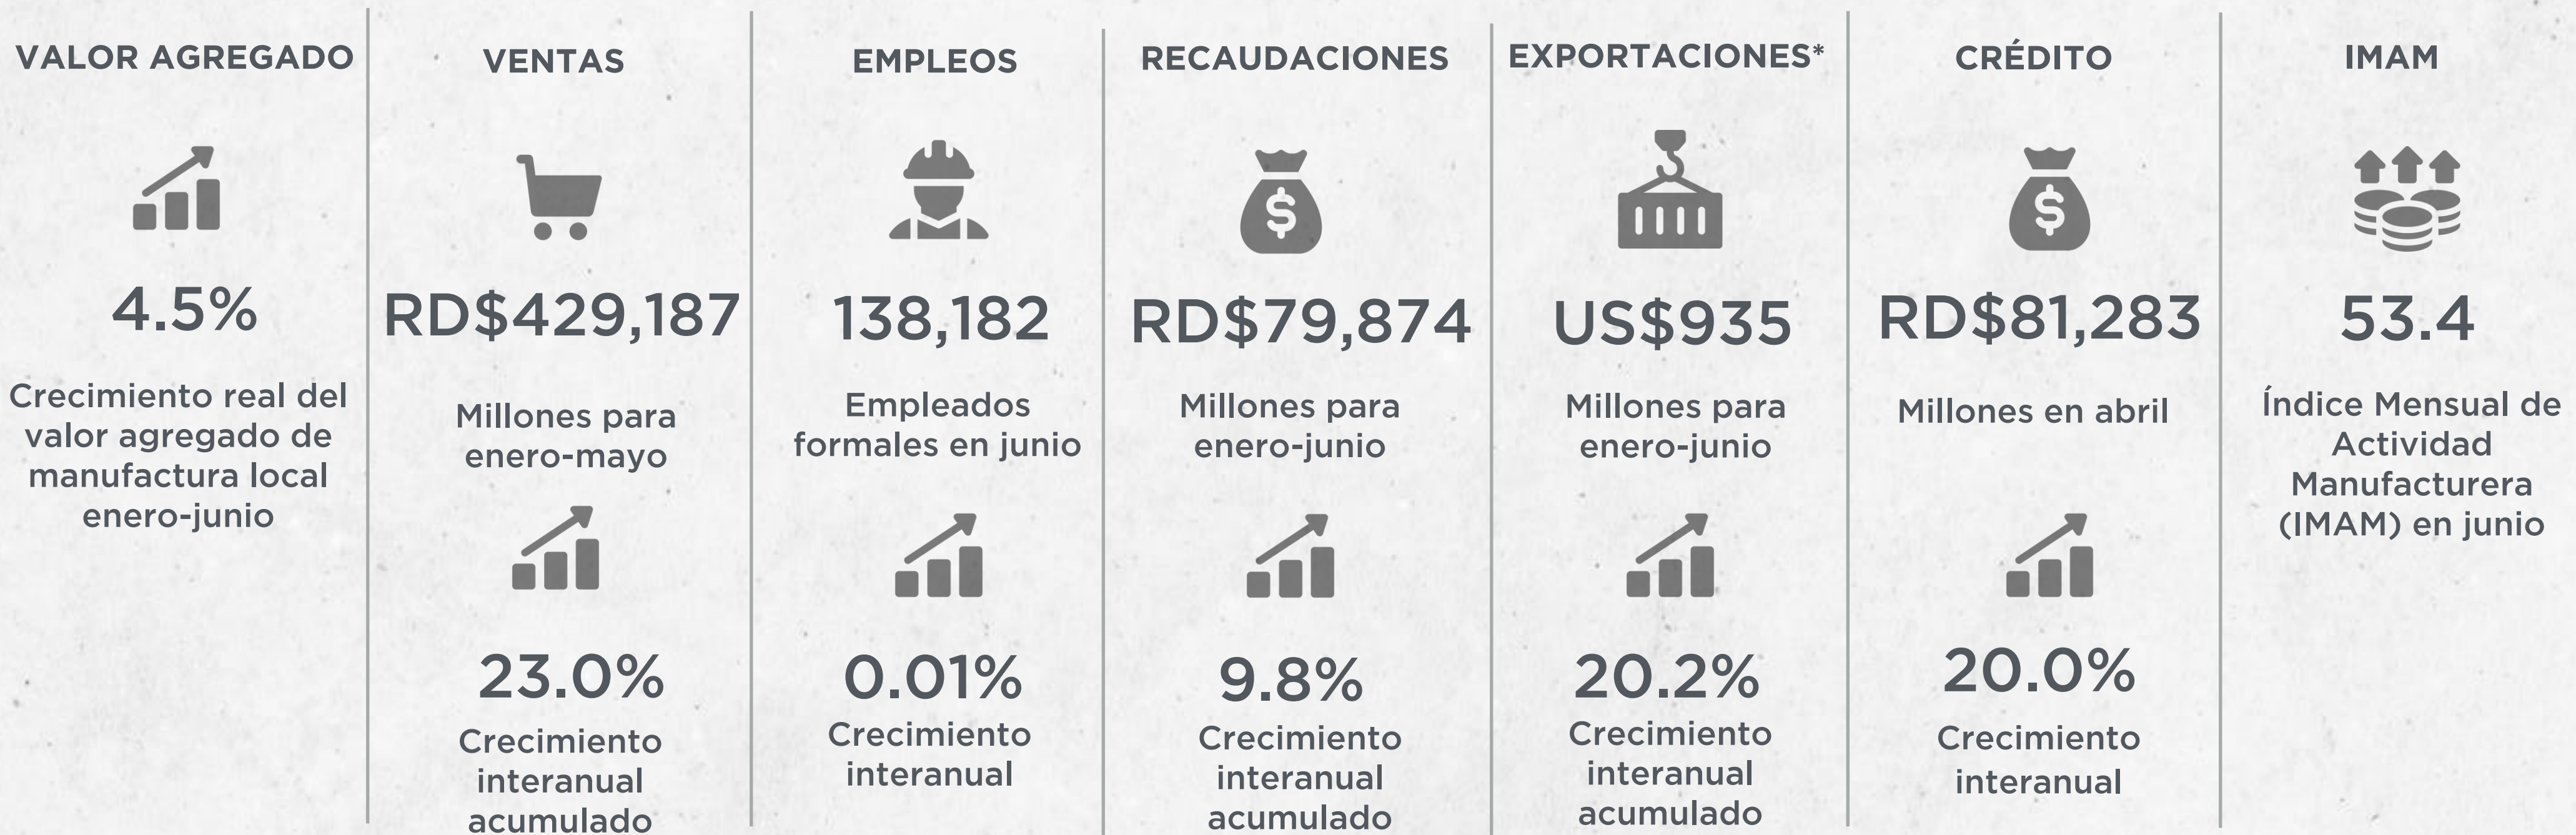 VALOR AGREGADO
4.5%
Crecimiento real del
valor agregado de
manufactura local
enero-junio
VENTAS
RD$429,187
Millones para
enero-mayo
23.0%
Crecimiento
interanual
acumulado
EMPLEOS
138,182
Empleados
formales en junio
0.01%
Crecimiento
interanual
RECAUDACIONES
$
RD$79,874
Millones para
enero-junio
9.8%
Crecimiento
interanual
acumulado
EXPORTACIONES*
US$935
Millones para
enero-junio
20.2%
Crecimiento
interanual
acumulado
CRÉDITO
$
RD$81,283
Millones en abril
20.0%
Crecimiento
interanual
IMAM
53.4
Índice Mensual de
Actividad
Manufacturera
(IMAM) en junio